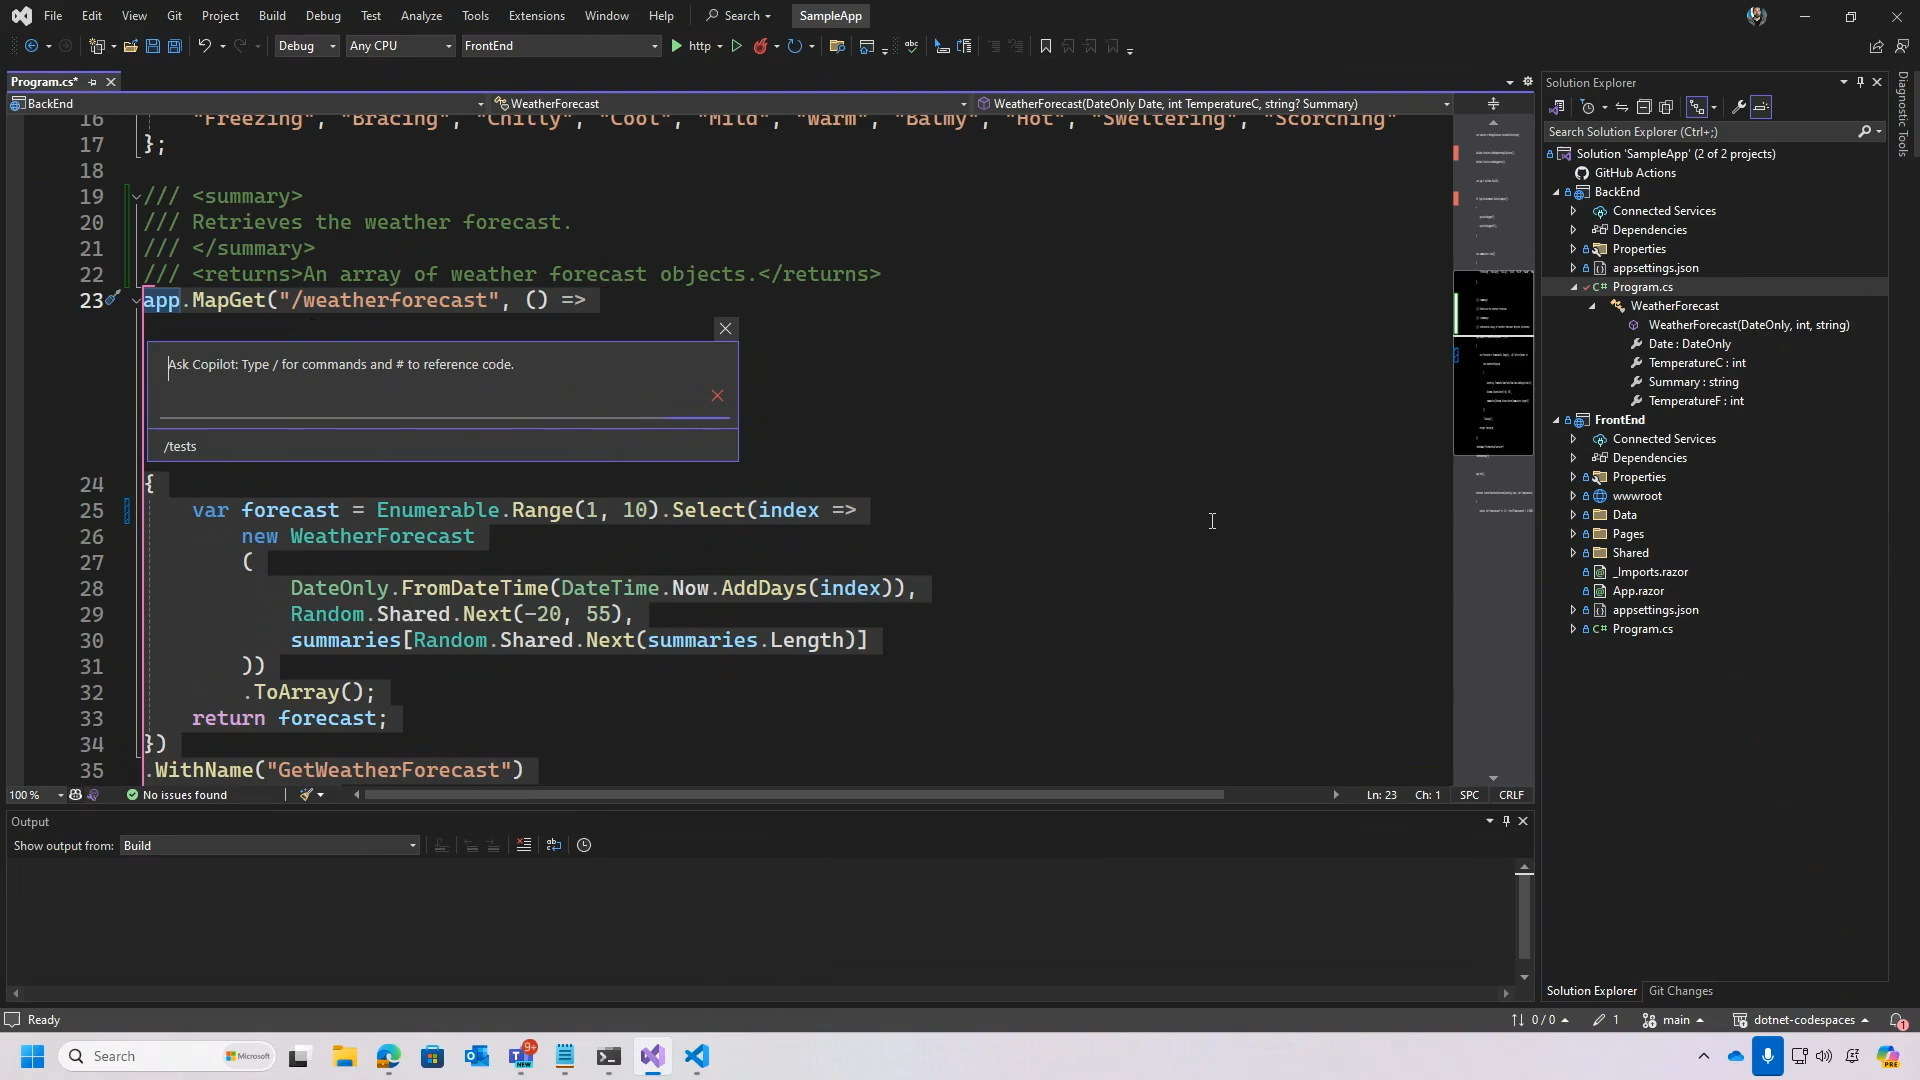 File Edit View Git Project Build Debug Test Analyze Tools Extensions Window Help Search SampleApp
Debug Any CPU FrontEnd http
Program.cs*
BackEnd WeatherForecast WeatherForecast(DateOnly Date, int TemperatureC, string? Summary)
16 "Freezing", "Bracing", "Chilly", "Cool", "Mild", "Warm", "Balmy", "Hot", "Sweltering", "Scorching"
17 };
18
19 /// <summary>
20 /// Retrieves the weather forecast.
21 /// </summary>
22 /// <returns>An array of weather forecast objects.</returns>
23 app.MapGet("/weatherforecast", () =>
Ask Copilot: Type / for commands and # to reference code.
/tests
24 {
25 var forecast = Enumerable.Range(1, 10).Select(index =>
26 new WeatherForecast
27 (
28 DateOnly.FromDateTime(DateTime.Now.AddDays(index)),
29 Random.Shared.Next(-20, 55),
30 summaries[Random.Shared.Next(summaries.Length)]
31 ))
32 .ToArray();
33 return forecast;
34 })
35 .WithName("GetWeatherForecast")
100 % No issues found Ln: 23 Ch: 1 SPC CRLF
Output
Show output from: Build
Solution Explorer
Search Solution Explorer (Ctrl+;)
Solution 'SampleApp' (2 of 2 projects)
GitHub Actions
BackEnd
Connected Services
Dependencies
Properties
appsettings.json
C# Program.cs
WeatherForecast
WeatherForecast(DateOnly, int, string)
Date : DateOnly
TemperatureC : int
Summary : string
TemperatureF : int
FrontEnd
Connected Services
Dependencies
Properties
wwwroot
Data
Pages
Shared
_Imports.razor
App.razor
appsettings.json
C# Program.cs
Solution Explorer Git Changes
Diagnostic Tools
Ready 0 / 0 1 main dotnet-codespaces 1
Search Microsoft 9+ NEW PRE